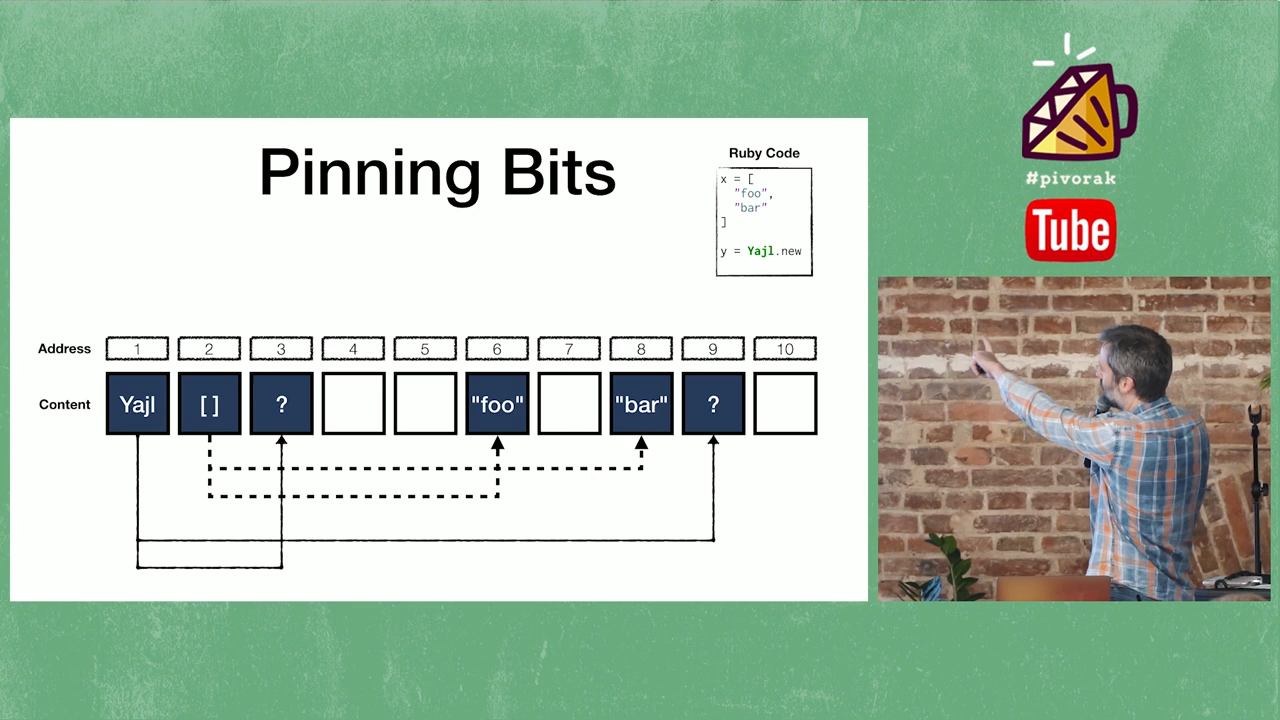 Pinning Bits
Ruby Code
x = [
"foo",
"bar"
]
y = Yajl.new
Address 1 2 3 4 5 6 7 8 9 10
Content Yajl [ ] ? "foo" "bar" ?
#pivorak
Tube